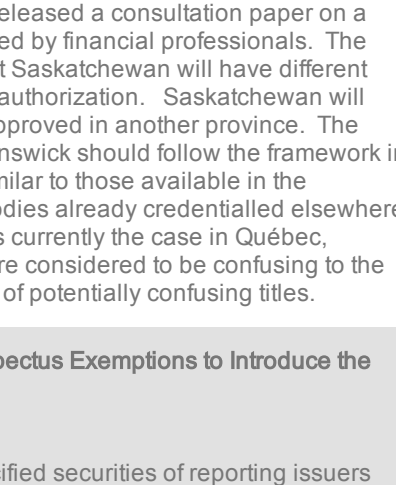 eleased a consultation paper on a
ed by financial professionals. The
t Saskatchewan will have different
authorization. Saskatchewan will
pproved in another province. The
nswick should follow the framework i
milar to those available in the
odies already credentialled elsewhere
s currently the case in Québec,
re considered to be confusing to the
of potentially confusing titles.
pectus Exemptions to Introduce the
cified securities of reporting issuers